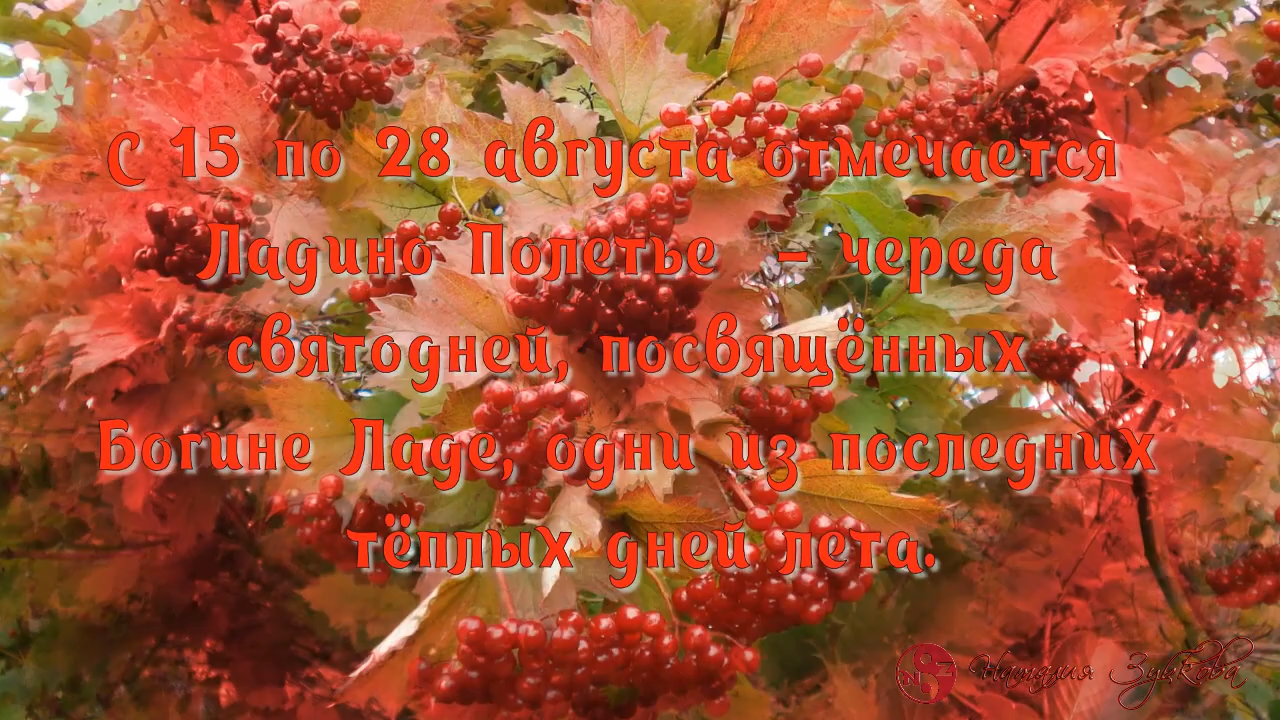 С 15 по 28 августа отмечается
Ладино Полетье – череда
святодней, посвящённых
Богине Ладе, одни из последних
тёплых дней лета.
NSZ Наталия Зубкова